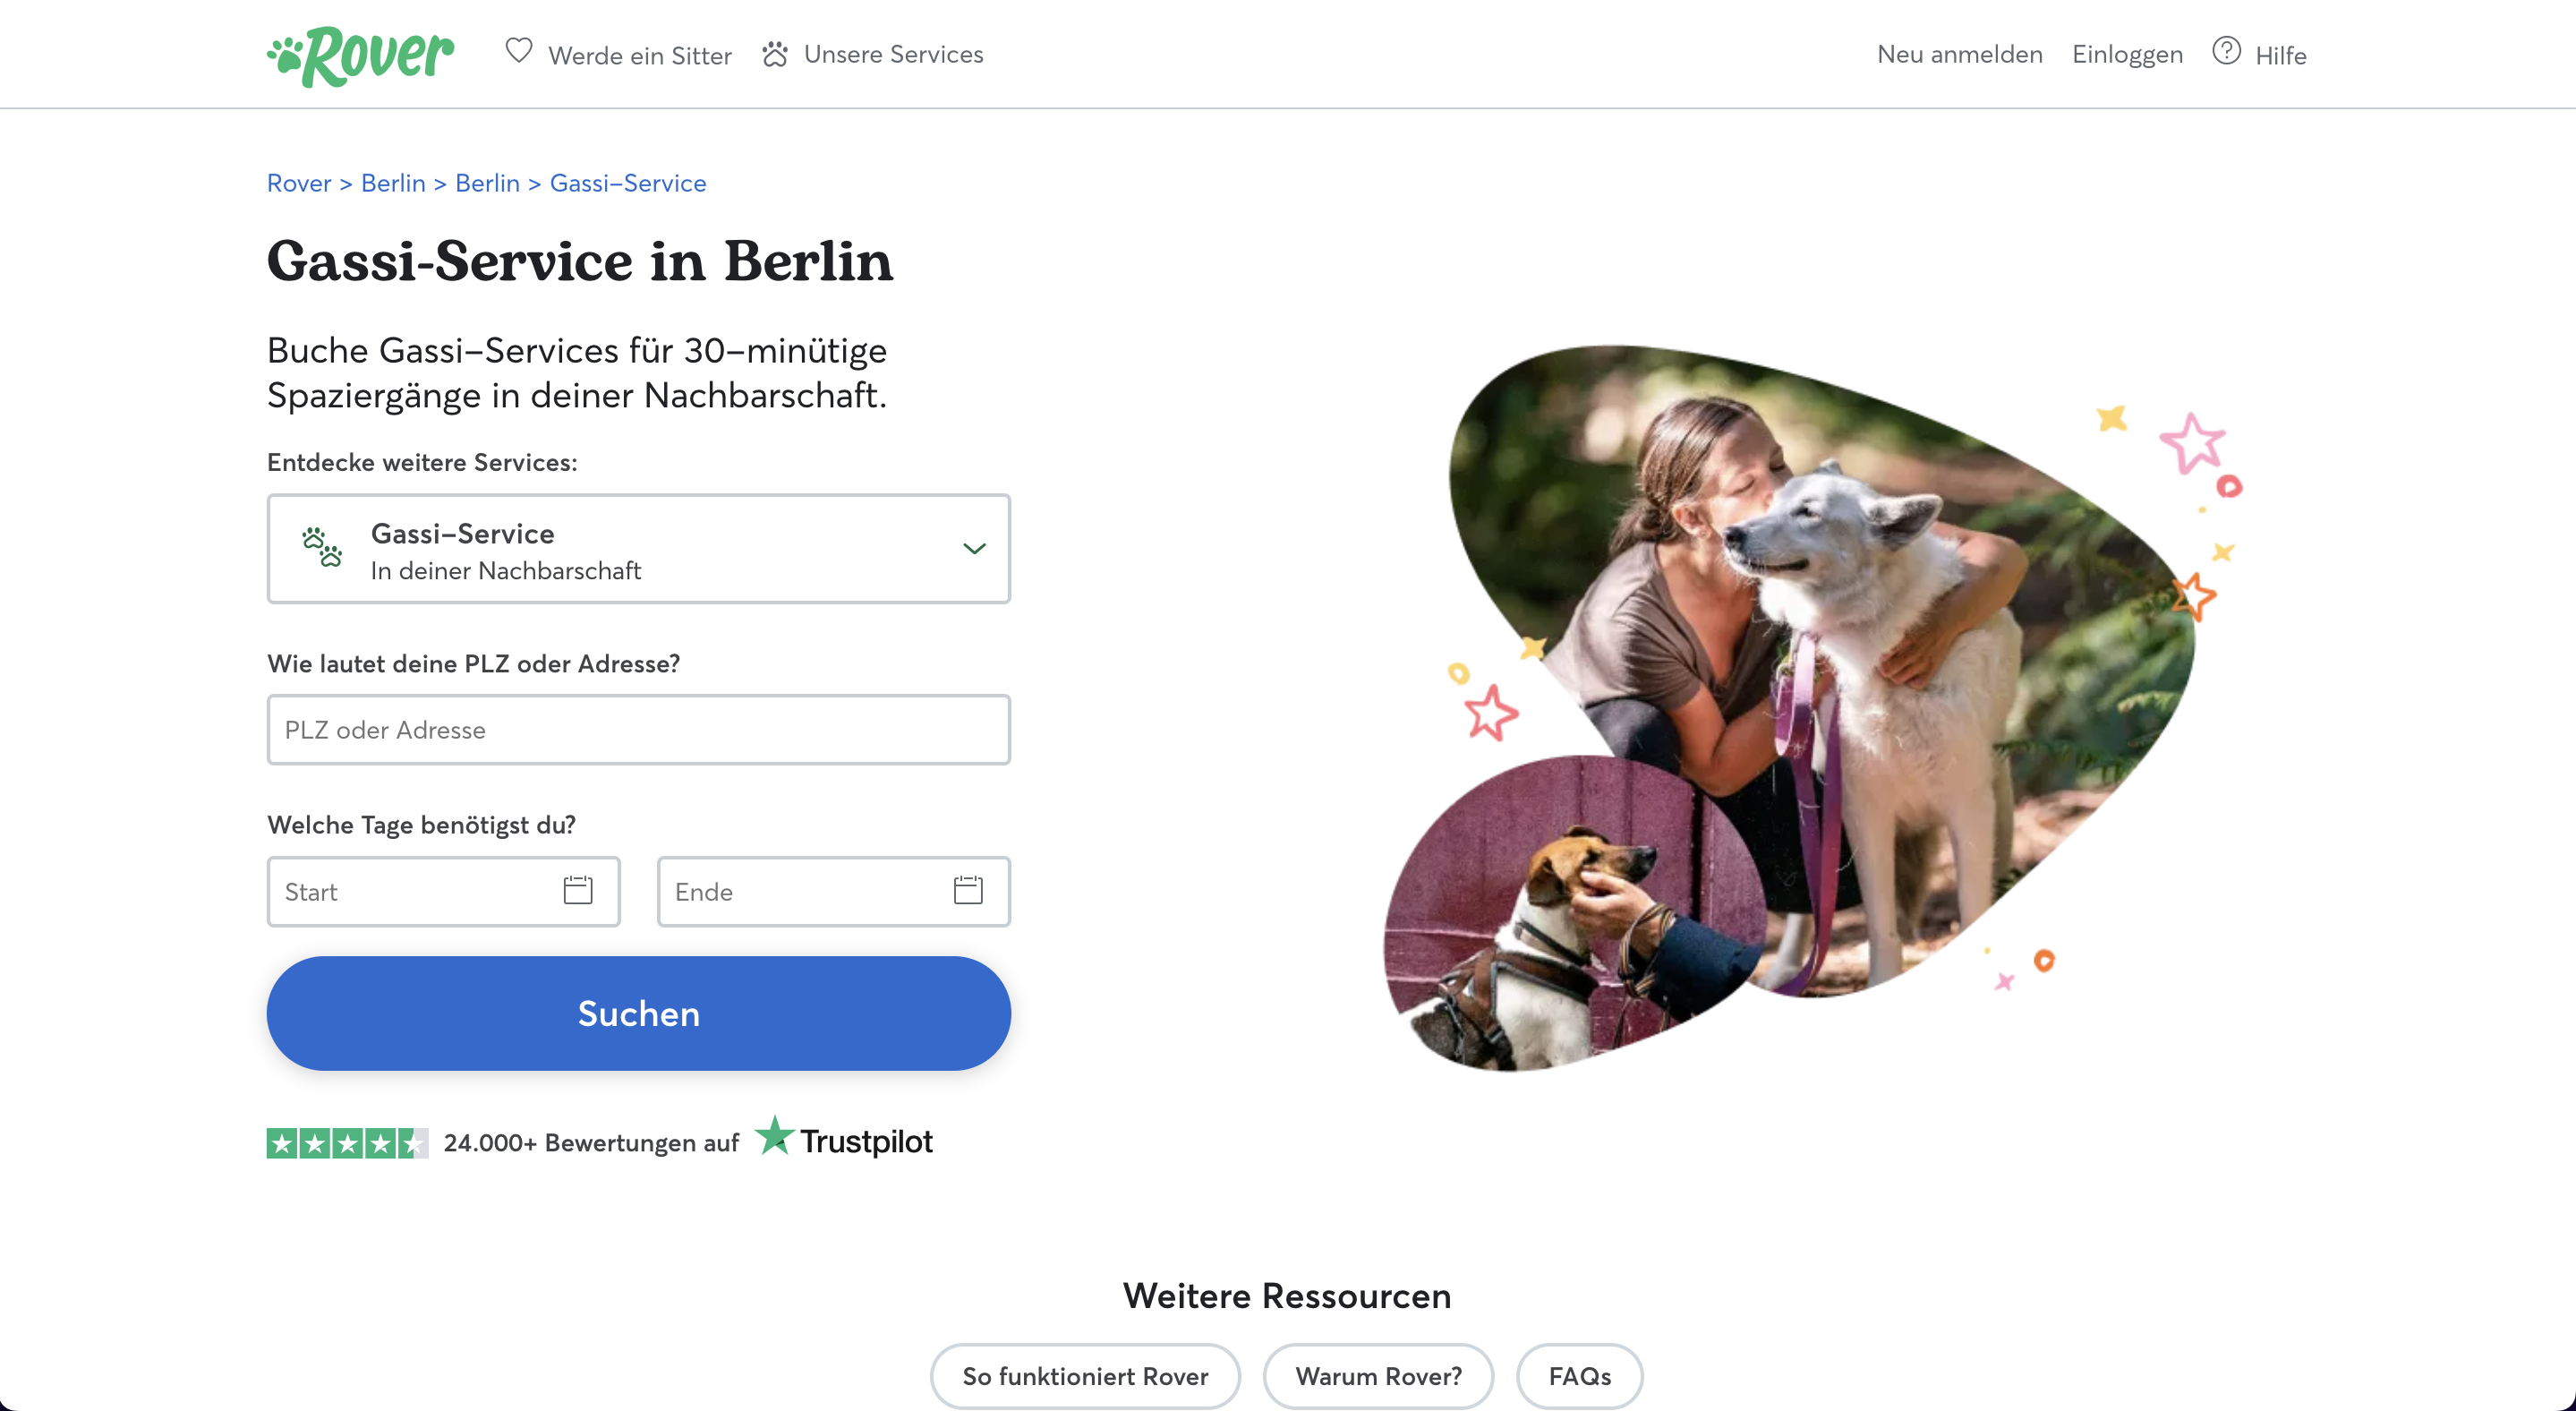 Rover
Werde ein Sitter
Unsere Services
Neu anmelden
Einloggen
Hilfe
Rover > Berlin > Berlin > Gassi-Service
Gassi-Service in Berlin
Buche Gassi-Services für 30-minütige
Spaziergänge in deiner Nachbarschaft.
Entdecke weitere Services:
Gassi-Service
In deiner Nachbarschaft
Wie lautet deine PLZ oder Adresse?
PLZ oder Adresse
Welche Tage benötigst du?
Start
Ende
Suchen
24.000+ Bewertungen auf Trustpilot
Weitere Ressourcen
So funktioniert Rover
Warum Rover?
FAQs